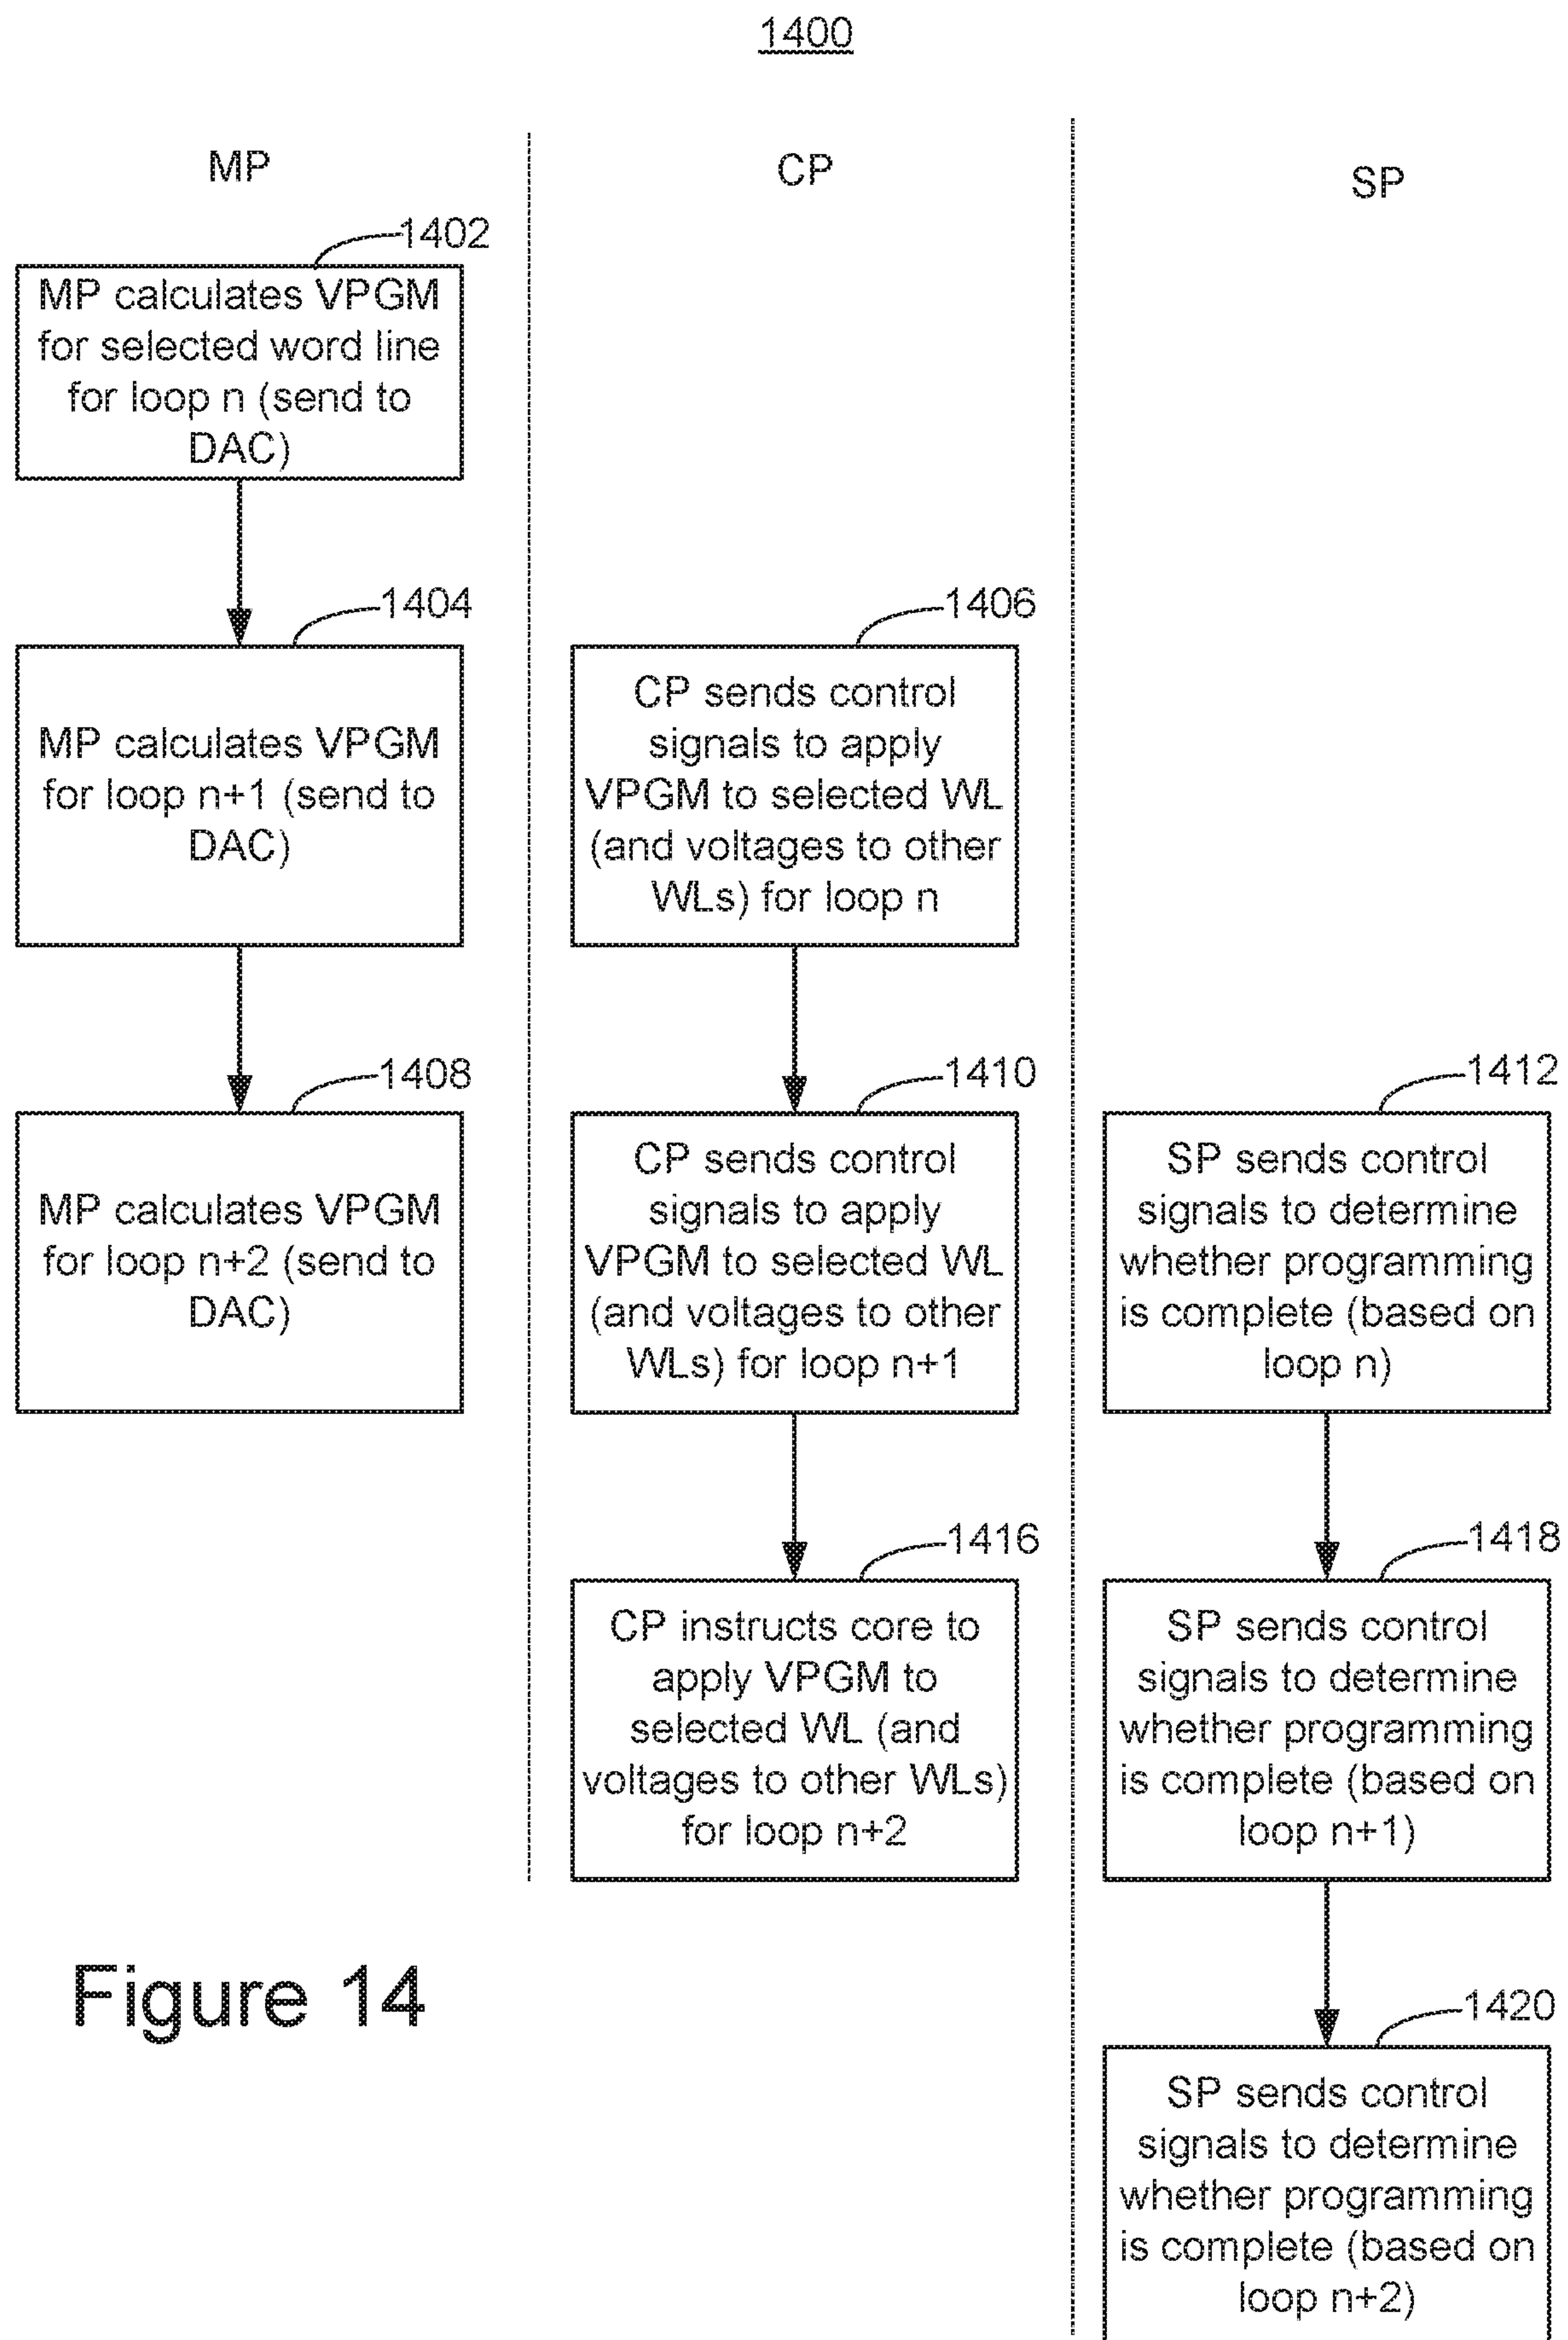 1400
MP
CP
SP
1402
MP calculates VPGM
for selected word line
for loop n (send to
DAC)
1404
MP calculates VPGM
for loop n+1 (send to
DAC)
1406
CP sends control
signals to apply
VPGM to selected WL
(and voltages to other
WLs) for loop n
1408
MP calculates VPGM
for loop n+2 (send to
DAC)
1410
CP sends control
signals to apply
VPGM to selected WL
(and voltages to other
WLs) for loop n+1
1412
SP sends control
signals to determine
whether programming
is complete (based on
loop n)
1416
CP instructs core to
apply VPGM to
selected WL (and
voltages to other WLs)
for loop n+2
1418
SP sends control
signals to determine
whether programming
is complete (based on
loop n+1)
1420
SP sends control
signals to determine
whether programming
is complete (based on
loop n+2)
Figure 14